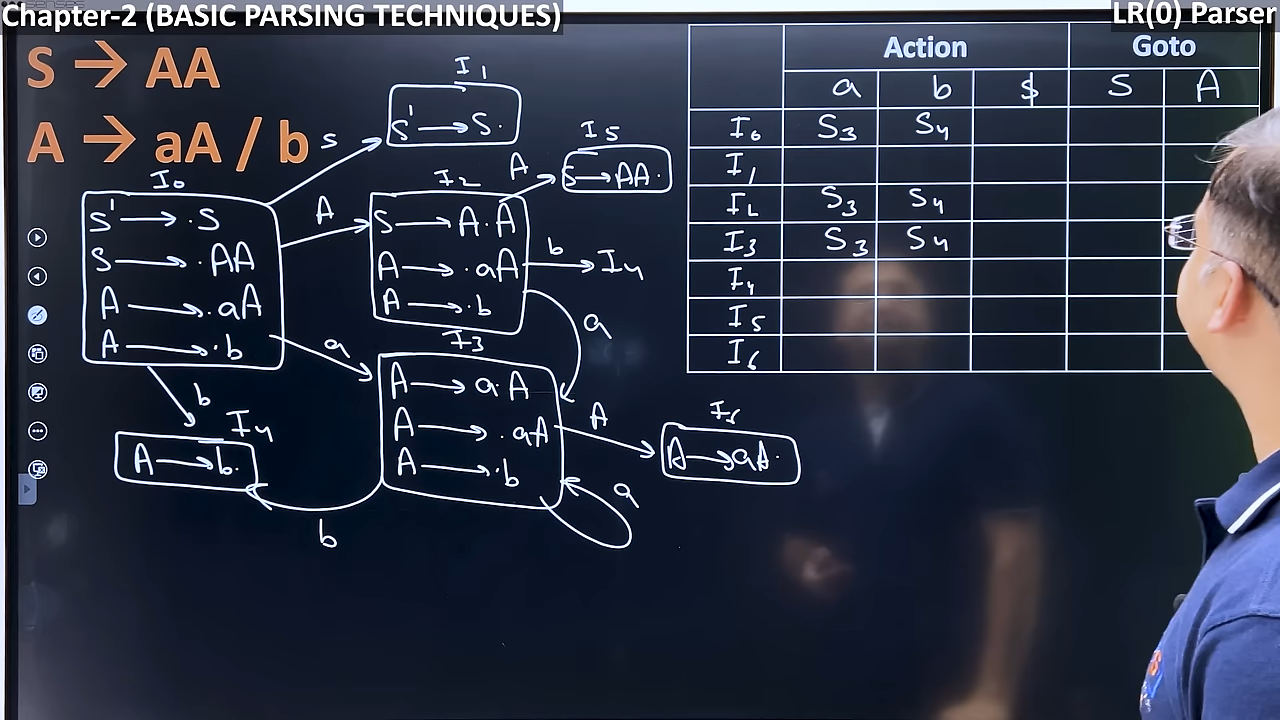 Chapter-2 (BASIC PARSING TECHNIQUES)
LR(0) Parser
S → AA
A → aA / b
I0
S' → .S
S → .AA
A → .aA
A → .b
S
I1
S' → S.
A
I2
S → A.A
A → .aA
A → .b
A
I5
S → AA.
b
I4
a
a
I3
A → a.A
A → .aA
A → .b
A
A → aA.
a
b
b
I4
A → b.
Action Goto
a b $ S A
I0 S3 S4
I1
I2 S3 S4
I3 S3 S4
I4
I5
I6